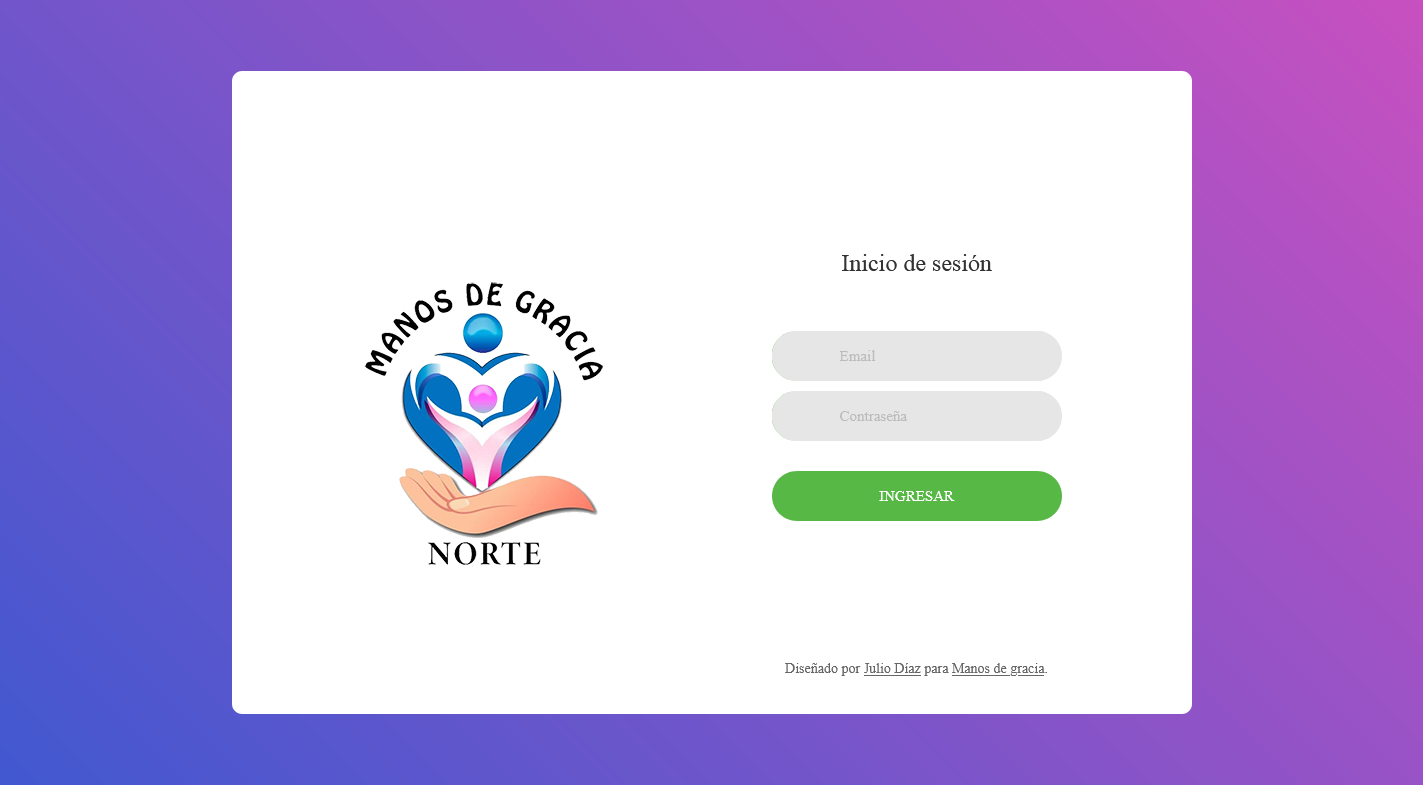 MANOS DE GRACIA
NORTE
Inicio de sesión
Email
Contraseña
INGRESAR
Diseñado por Julio Díaz para Manos de gracia.